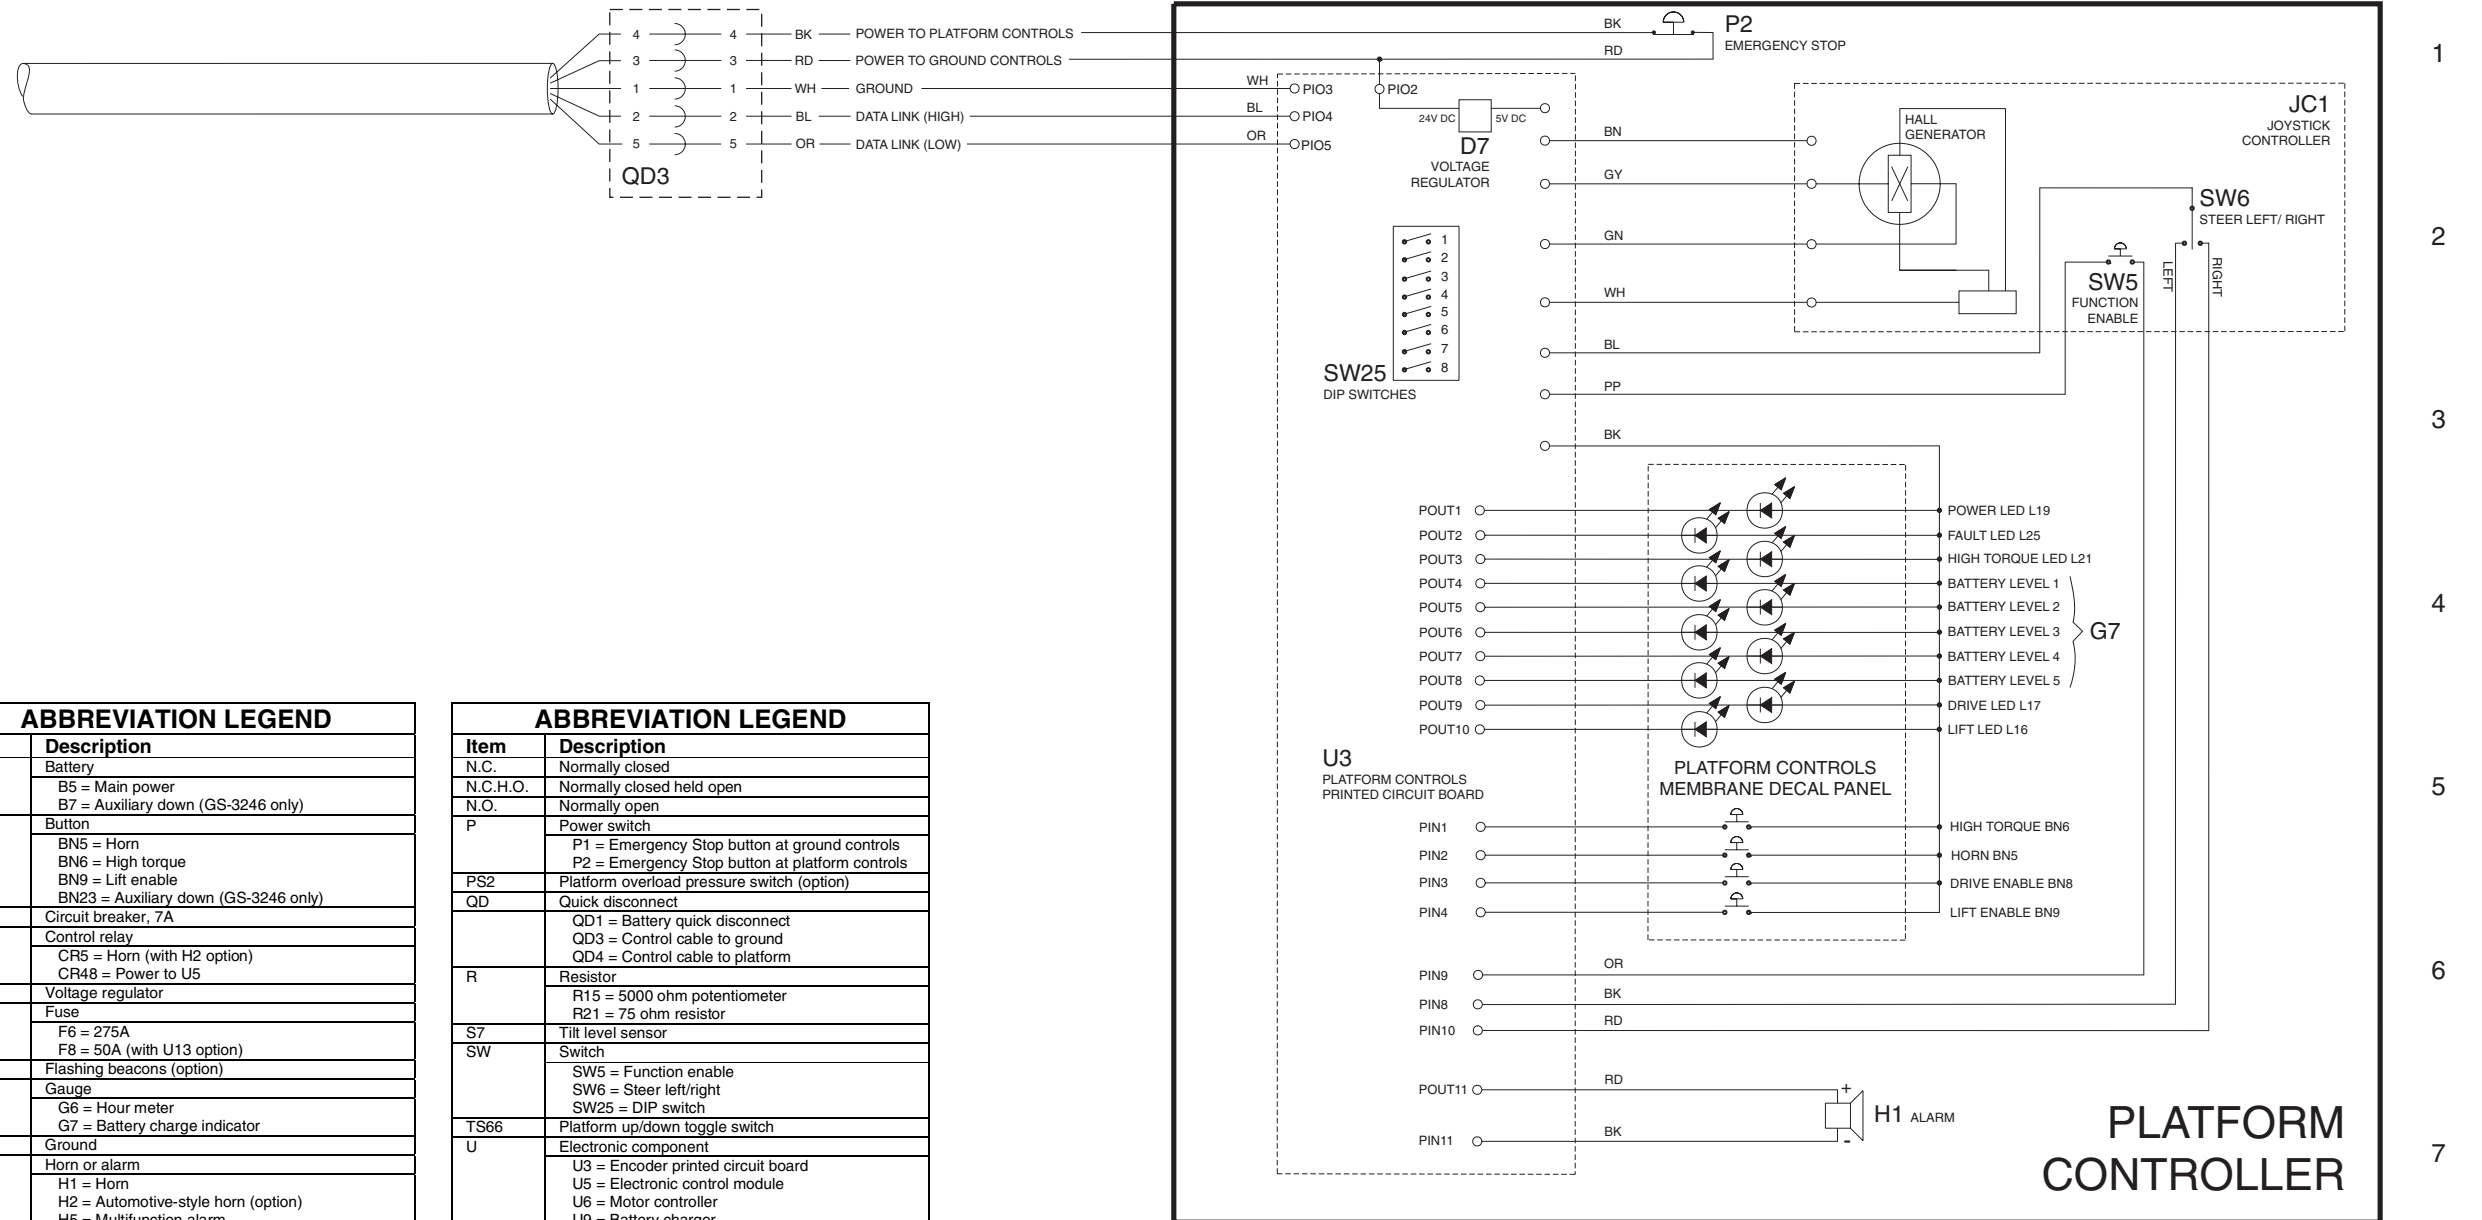 4 4 BK POWER TO PLATFORM CONTROLS
3 3 RD POWER TO GROUND CONTROLS
1 1 WH GROUND
2 2 BL DATA LINK (HIGH)
5 5 OR DATA LINK (LOW)
QD3
BK
P2
EMERGENCY STOP
RD
1
WH
PIO3
PIO2
BL
PIO4
OR
PIO5
24V DC
5V DC
D7
VOLTAGE
REGULATOR
BN
GY
GN
WH
BL
PP
BK
HALL
GENERATOR
JC1
JOYSTICK
CONTROLLER
SW6
STEER LEFT/ RIGHT
LEFT
RIGHT
SW5
FUNCTION
ENABLE
2
1
2
3
4
5
6
7
8
SW25
DIP SWITCHES
3
POUT1 POWER LED L19
POUT2 FAULT LED L25
POUT3 HIGH TORQUE LED L21
POUT4 BATTERY LEVEL 1
POUT5 BATTERY LEVEL 2
POUT6 BATTERY LEVEL 3
POUT7 BATTERY LEVEL 4
POUT8 BATTERY LEVEL 5
G7
POUT9 DRIVE LED L17
POUT10 LIFT LED L16
4
U3
PLATFORM CONTROLS
PRINTED CIRCUIT BOARD
PLATFORM CONTROLS
MEMBRANE DECAL PANEL
5
PIN1 HIGH TORQUE BN6
PIN2 HORN BN5
PIN3 DRIVE ENABLE BN8
PIN4 LIFT ENABLE BN9
PIN9 OR
PIN8 BK
PIN10 RD
6
POUT11 RD
+
H1 ALARM
PIN11 BK
-
PLATFORM
CONTROLLER
7
ABBREVIATION LEGEND
Description
Battery
B5 = Main power
B7 = Auxiliary down (GS-3246 only)
Button
BN5 = Horn
BN6 = High torque
BN9 = Lift enable
BN23 = Auxiliary down (GS-3246 only)
Circuit breaker, 7A
Control relay
CR5 = Horn (with H2 option)
CR48 = Power to U5
Voltage regulator
Fuse
F6 = 275A
F8 = 50A (with U13 option)
Flashing beacons (option)
Gauge
G6 = Hour meter
G7 = Battery charge indicator
Ground
Horn or alarm
H1 = Horn
H2 = Automotive-style horn (option)
H5 = Multifunction alarm
ABBREVIATION LEGEND
Item Description
N.C. Normally closed
N.C.H.O. Normally closed held open
N.O. Normally open
P Power switch
P1 = Emergency Stop button at ground controls
P2 = Emergency Stop button at platform controls
PS2 Platform overload pressure switch (option)
QD Quick disconnect
QD1 = Battery quick disconnect
QD3 = Control cable to ground
QD4 = Control cable to platform
R Resistor
R15 = 5000 ohm potentiometer
R21 = 75 ohm resistor
S7 Tilt level sensor
SW Switch
SW5 = Function enable
SW6 = Steer left/right
SW25 = DIP switch
TS66 Platform up/down toggle switch
U Electronic component
U3 = Encoder printed circuit board
U5 = Electronic control module
U6 = Motor controller
U9 = Battery charger